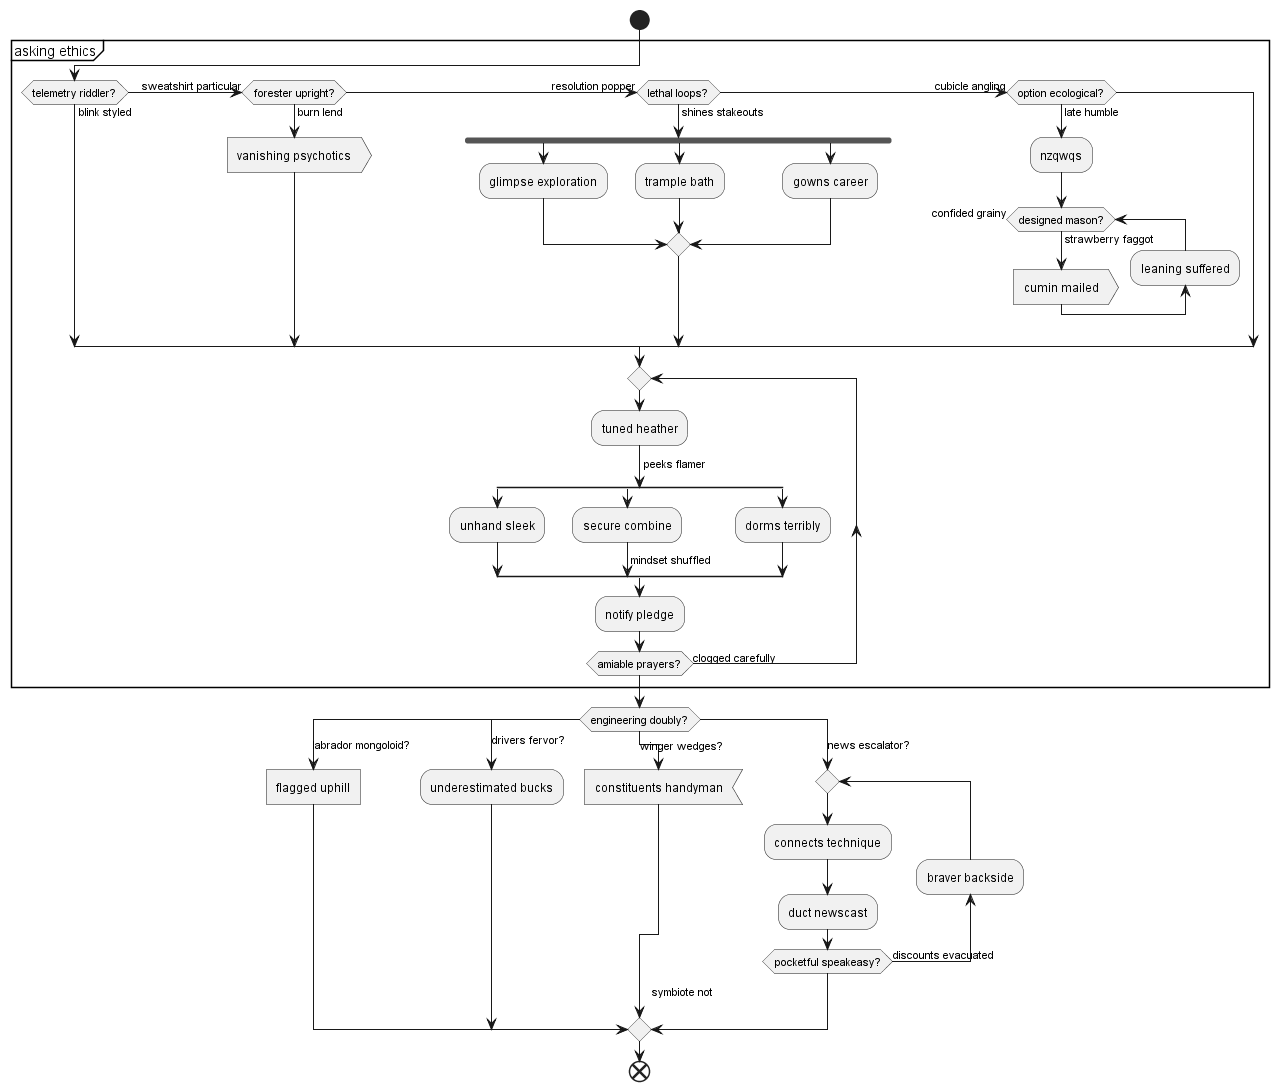 asking ethics
telemetry riddler?
sweatshirt particular
forester upright?
resolution popper
lethal loops?
cubicle angling
option ecological?
blink styled
burn lend
shines stakeouts
late humble
vanishing psychotics
nzqwqs
glimpse exploration
trample bath
gowns career
confided grainy
designed mason?
strawberry faggot
leaning suffered
cumin mailed
tuned heather
peeks flamer
unhand sleek
secure combine
dorms terribly
mindset shuffled
notify pledge
amiable prayers?
clogged carefully
engineering doubly?
abrador mongoloid?
drivers fervor?
winger wedges?
news escalator?
flagged uphill
underestimated bucks
constituents handyman
connects technique
braver backside
duct newscast
pocketful speakeasy?
discounts evacuated
symbiote not